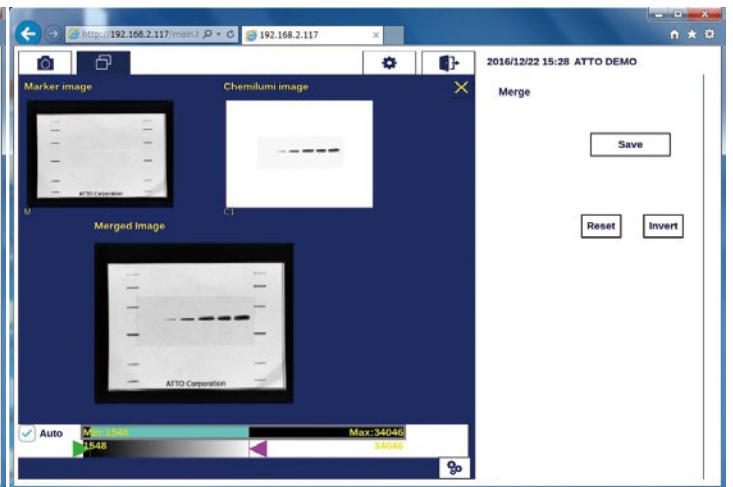 http://192.168.2.117/main.h
192.168.2.117
2016/12/22 15:28 ATTO DEMO
Marker image
Chemilumi image
Merge
Save
ATTO Corporation
M
C1
Reset
Invert
Merged Image
ATTO Corporation
Auto
Min:1548
Max:34046
1548
34046